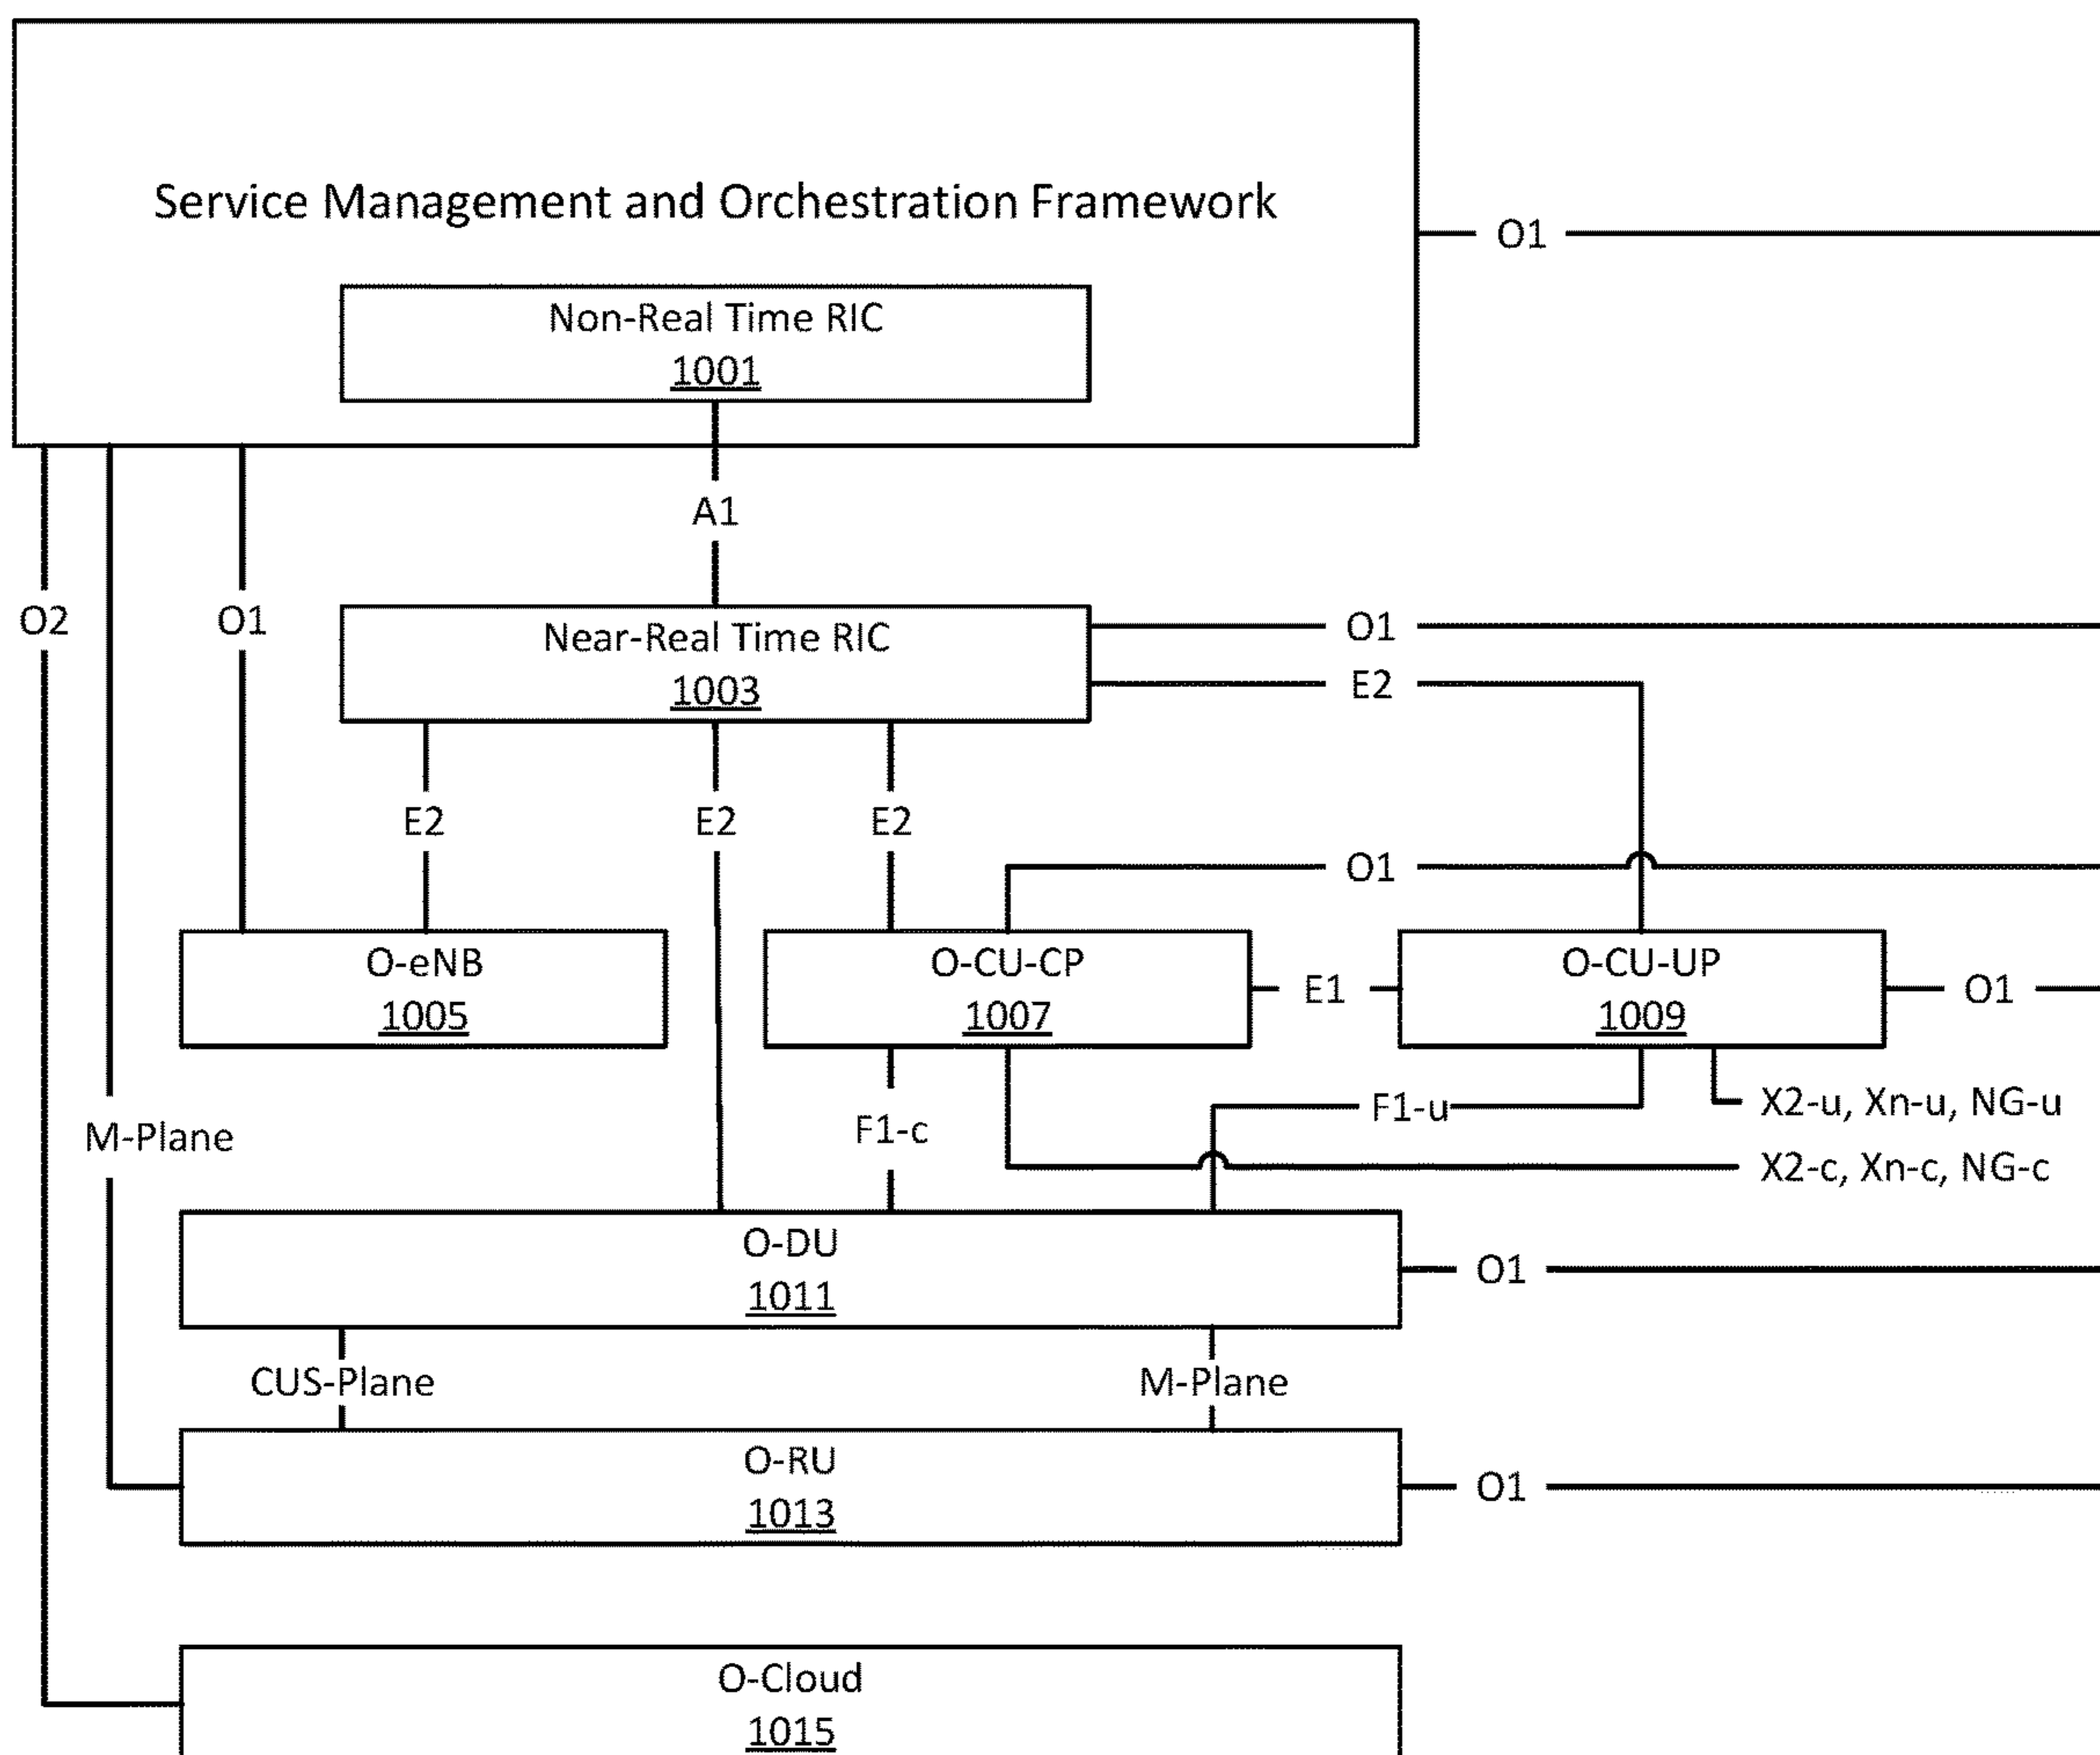 Service Management and Orchestration Framework
O1
Non-Real Time RIC
1001
A1
O2
O1
Near-Real Time RIC
1003
O1
E2
E2
E2
E2
O1
O-eNB
1005
O-CU-CP
1007
E1
O-CU-UP
1009
O1
M-Plane
F1-c
F1-u
X2-u, Xn-u, NG-u
X2-c, Xn-c, NG-c
O-DU
1011
O1
CUS-Plane
M-Plane
O-RU
1013
O1
O-Cloud
1015